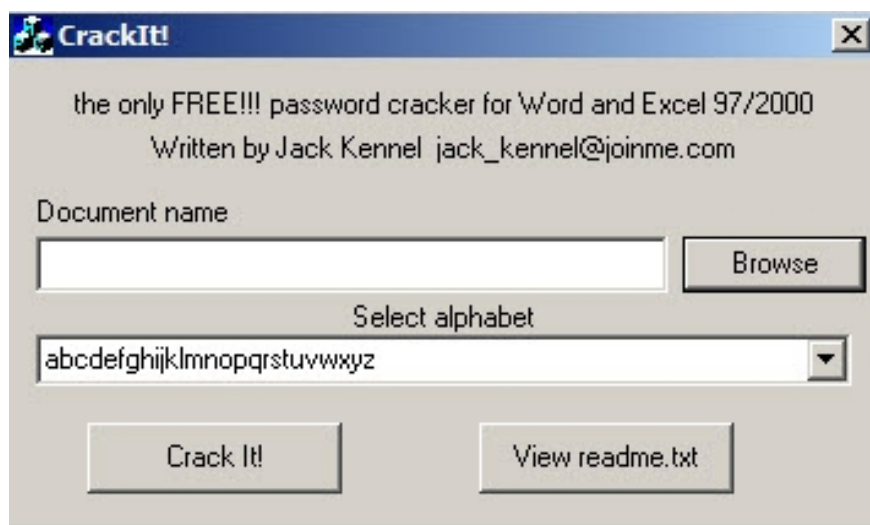 CrackIt!
the only FREE!!! password cracker for Word and Excel 97/2000
Written by Jack Kennel jack_kennel@joinme.com
Document name
Browse
Select alphabet
abcdefghijklmnopqrstuvwxyz
Crack It! View readme.txt